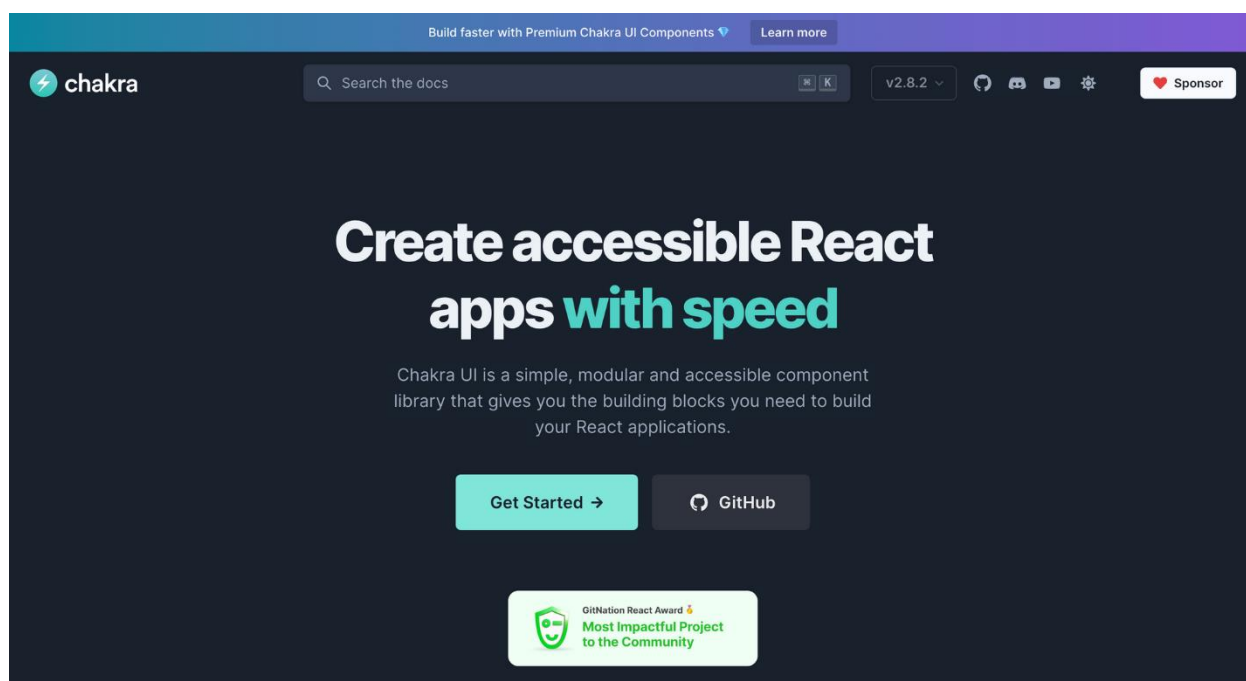 Build faster with Premium Chakra UI Components 💎 Learn more
chakra Search the docs ⌘ K v2.8.2 Sponsor
Create accessible React
apps with speed
Chakra UI is a simple, modular and accessible component
library that gives you the building blocks you need to build
your React applications.
Get Started → GitHub
GitNation React Award 🏅
Most Impactful Project
to the Community